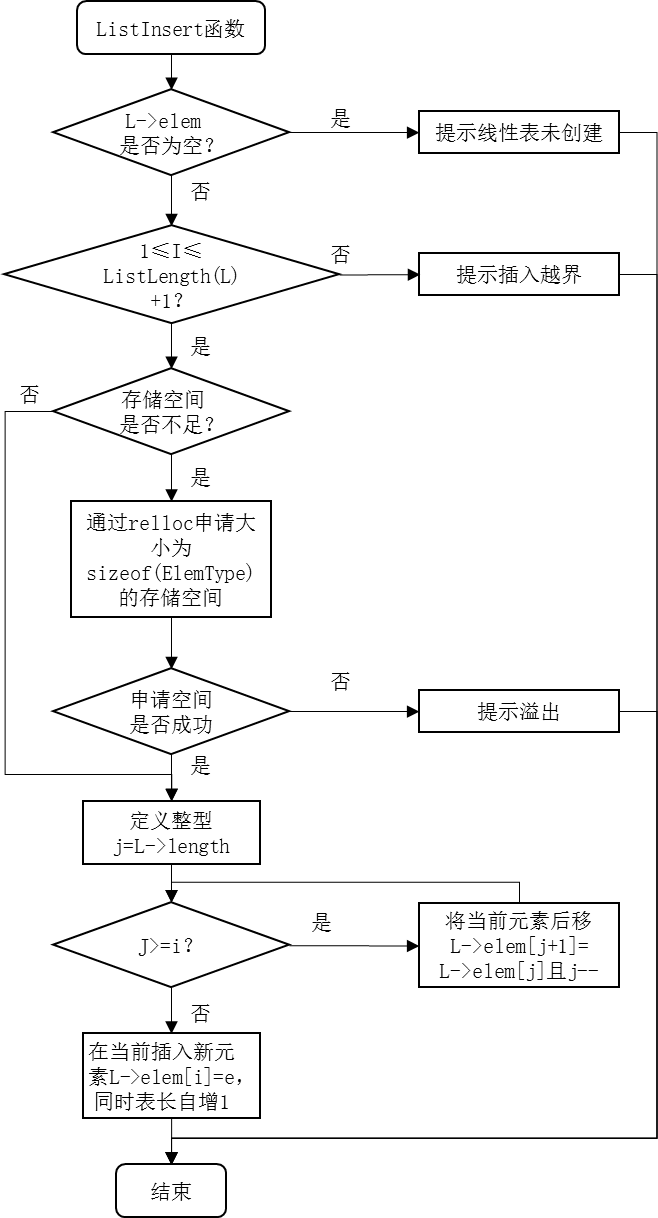 ListInsert函数
L->elem
是否为空?
是
提示线性表未创建
否
1≤I≤
ListLength(L)
+1?
否
提示插入越界
是
否
存储空间
是否不足?
是
通过relloc申请大
小为
sizeof(ElemType)
的存储空间
申请空间
是否成功
否
提示溢出
是
定义整型
j=L->length
J>=i?
是
将当前元素后移
L->elem[j+1]=
L->elem[j]且j--
否
在当前插入新元
素L->elem[i]=e,
同时表长自增1
结束